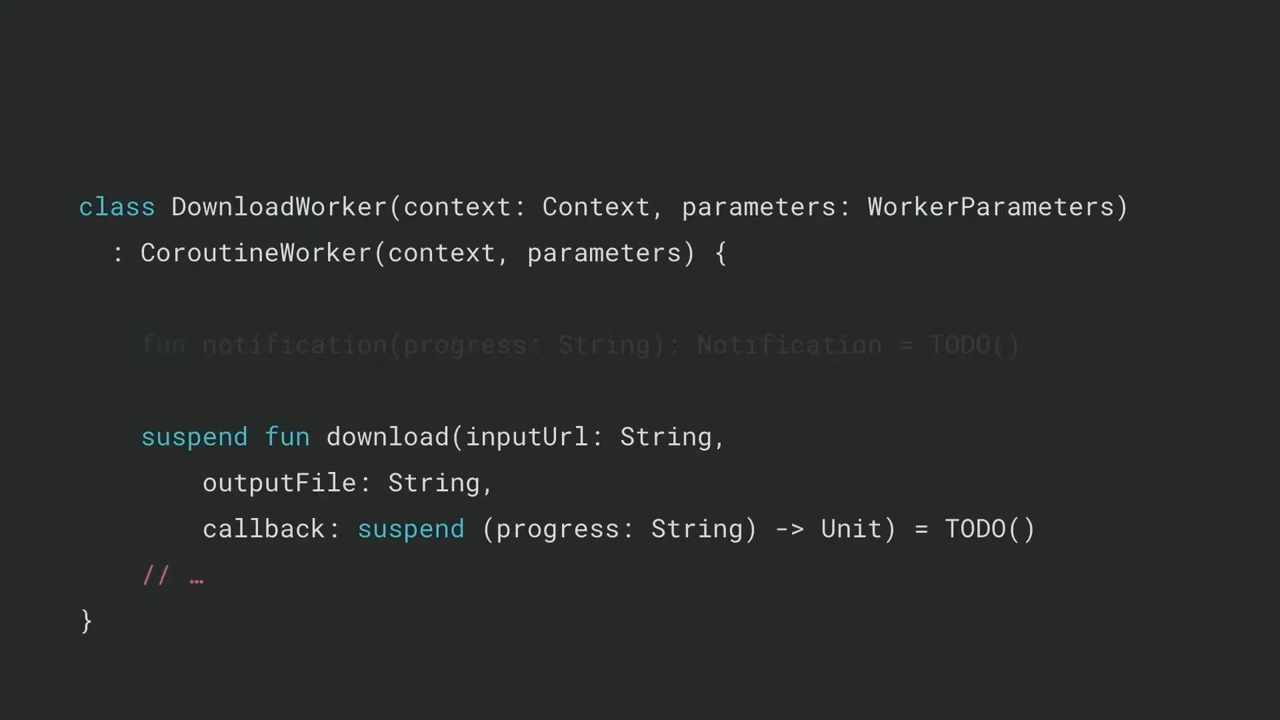 class DownloadWorker(context: Context, parameters: WorkerParameters)
: CoroutineWorker(context, parameters) {
fun notification(progress: String): Notification = TODO()
suspend fun download(inputUrl: String,
outputFile: String,
callback: suspend (progress: String) -> Unit) = TODO()
// …
}